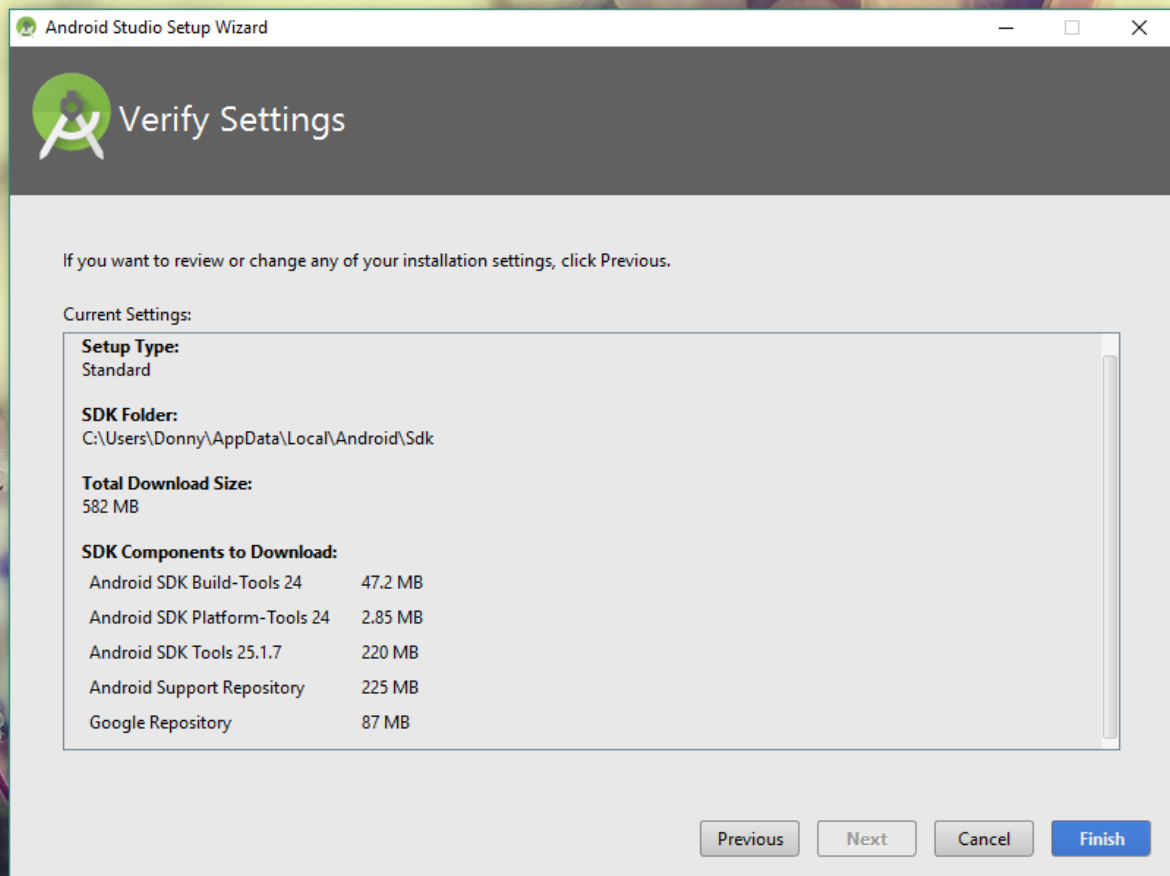 Android Studio Setup Wizard
Verify Settings
If you want to review or change any of your installation settings, click Previous.
Current Settings:
Setup Type:
Standard
SDK Folder:
C:\Users\Donny\AppData\Local\Android\Sdk
Total Download Size:
582 MB
SDK Components to Download:
Android SDK Build-Tools 24 47.2 MB
Android SDK Platform-Tools 24 2.85 MB
Android SDK Tools 25.1.7 220 MB
Android Support Repository 225 MB
Google Repository 87 MB
Previous Next Cancel Finish